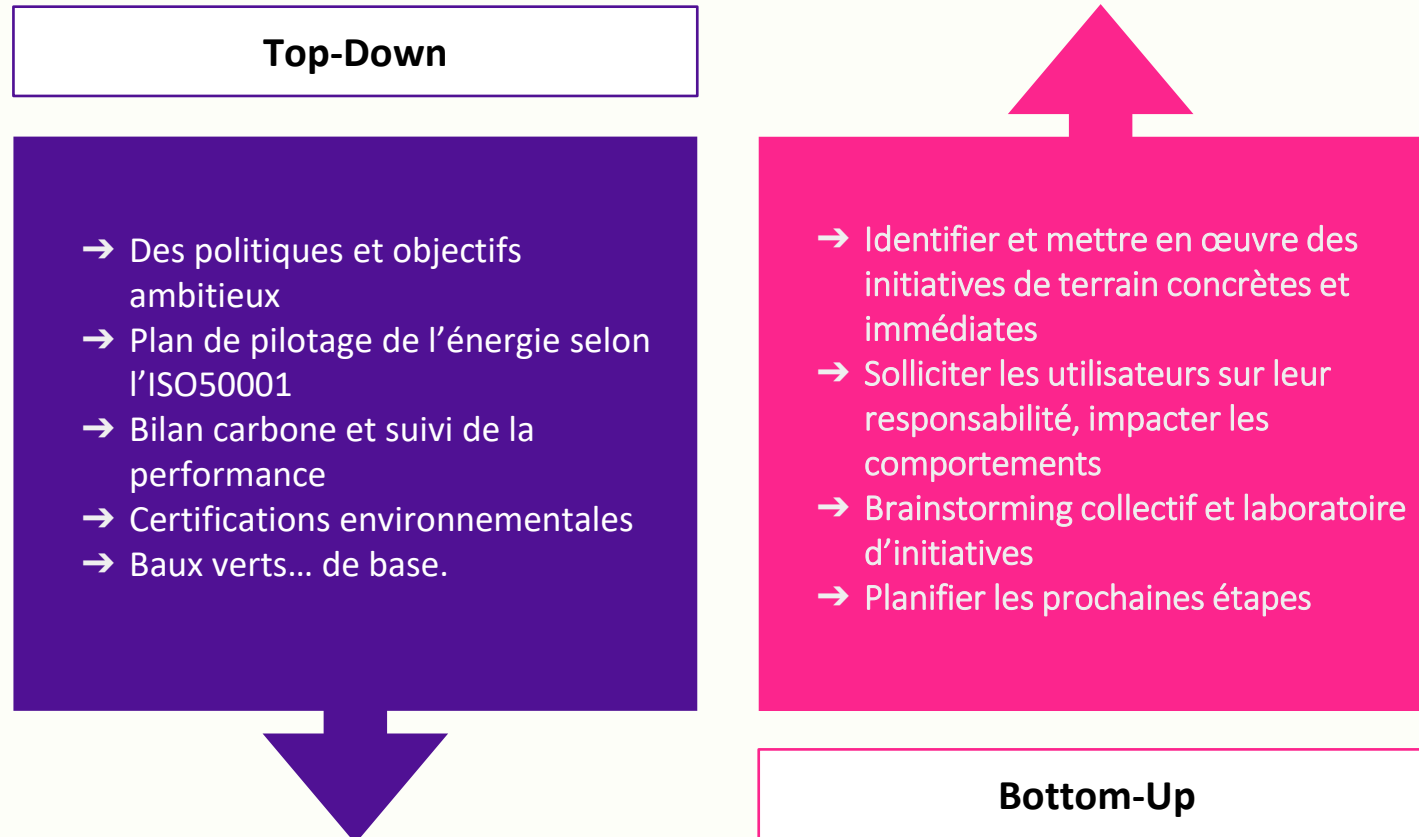 Top-Down
➔ Des politiques et objectifs
ambitieux
➔ Plan de pilotage de l’énergie selon
l’ISO50001
➔ Bilan carbone et suivi de la
performance
➔ Certifications environnementales
➔ Baux verts… de base.
➔ Identifier et mettre en œuvre des
initiatives de terrain concrètes et
immédiates
➔ Solliciter les utilisateurs sur leur
responsabilité, impacter les
comportements
➔ Brainstorming collectif et laboratoire
d’initiatives
➔ Planifier les prochaines étapes
Bottom-Up